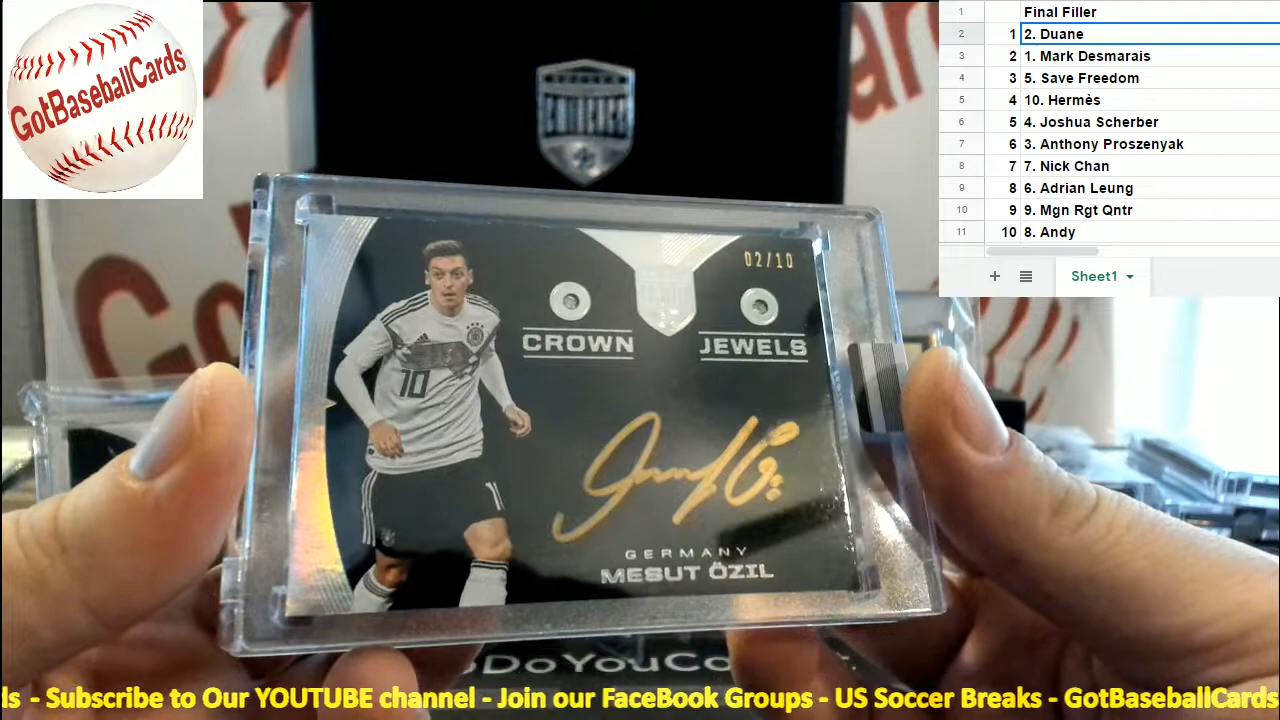 GotBaseballCards
1 Final Filler
2 1 2. Duane
3 2 1. Mark Desmarais
4 3 5. Save Freedom
5 4 10. Hermès
6 5 4. Joshua Scherber
7 6 3. Anthony Proszenyak
8 7 7. Nick Chan
9 8 6. Adrian Leung
10 9 9. Mgn Rgt Qntr
11 10 8. Andy
+ Sheet1
02/10
CROWN JEWELS
10
GERMANY
MESUT ÖZIL
DoYouCo
ds - Subscribe to Our YOUTUBE channel - Join our FaceBook Groups - US Soccer Breaks - GotBaseballCards